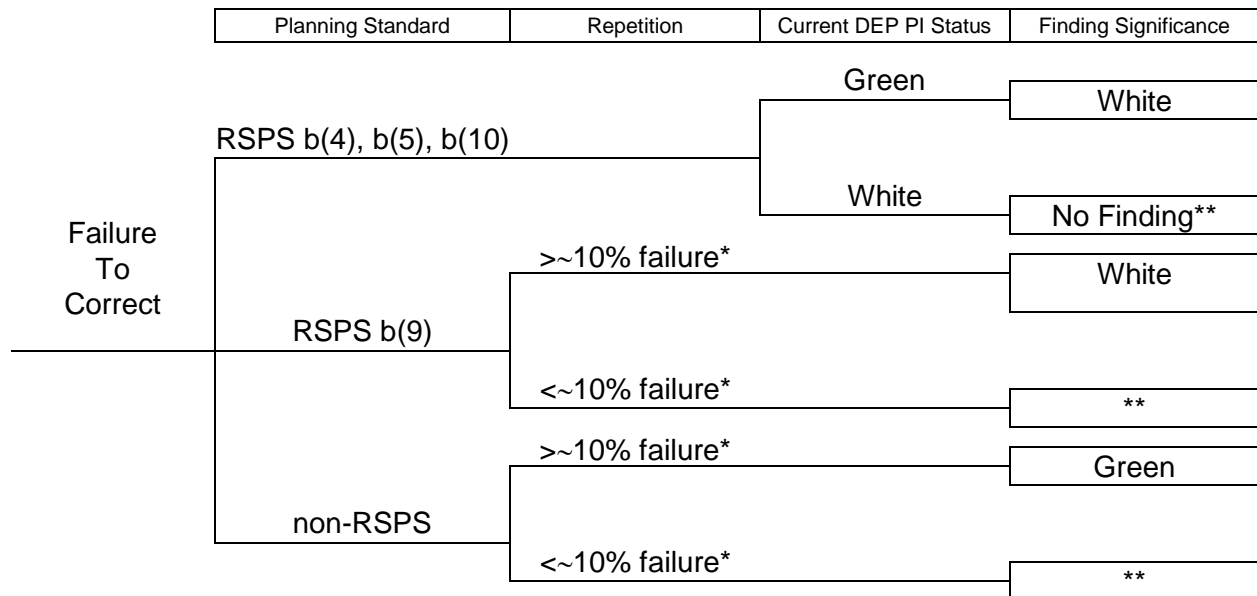 Planning Standard Repetition Current DEP PI Status Finding Significance
Green
White
RSPS b(4), b(5), b(10)
White
No Finding**
Failure
To
Correct
>~10% failure*
White
RSPS b(9)
<~10% failure*
**
>~10% failure*
Green
non-RSPS
<~10% failure*
**